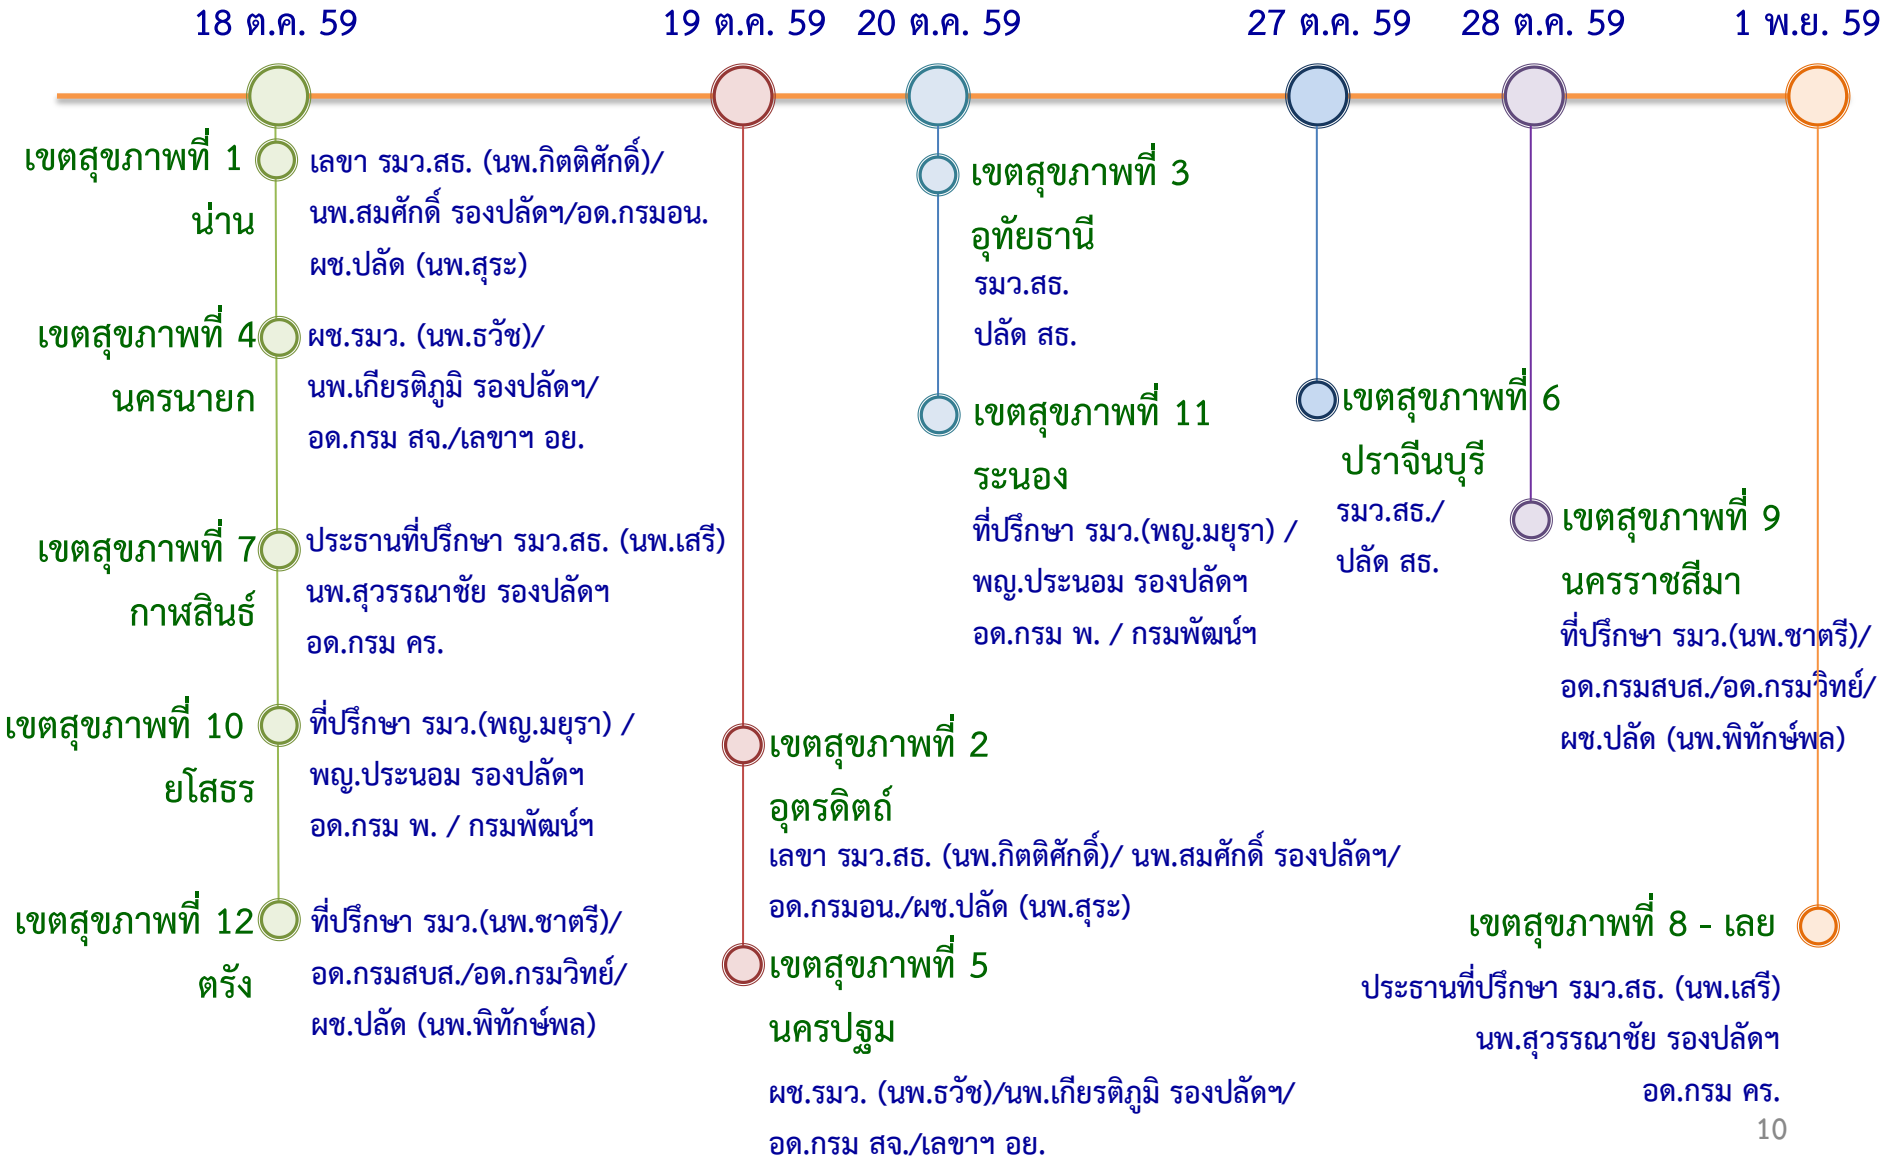 18 ต.ค. 59
19 ต.ค. 59
20 ต.ค. 59
27 ต.ค. 59
28 ต.ค. 59
1 พ.ย. 59
เขตสุขภาพที่ 1
น่าน
เลขา รมว.สธ. (นพ.กิตติศักดิ์)/
นพ.สมศักดิ์ รองปลัดฯ/อด.กรมอน.
ผช.ปลัด (นพ.สุระ)
เขตสุขภาพที่ 4
นครนายก
ผช.รมว. (นพ.ธวัช)/
นพ.เกียรติภูมิ รองปลัดฯ/
อด.กรม สจ./เลขาฯ อย.
เขตสุขภาพที่ 7
กาฬสินธ์
ประธานที่ปรึกษา รมว.สธ. (นพ.เสรี)
นพ.สุวรรณาชัย รองปลัดฯ
อด.กรม คร.
เขตสุขภาพที่ 10
ยโสธร
ที่ปรึกษา รมว.(พญ.มยุรา) /
พญ.ประนอม รองปลัดฯ
อด.กรม พ. / กรมพัฒน์ฯ
เขตสุขภาพที่ 12
ตรัง
ที่ปรึกษา รมว.(นพ.ชาตรี)/
อด.กรมสบส./อด.กรมวิทย์/
ผช.ปลัด (นพ.พิทักษ์พล)
เขตสุขภาพที่ 2
อุตรดิตถ์
เลขา รมว.สธ. (นพ.กิตติศักดิ์)/ นพ.สมศักดิ์ รองปลัดฯ/
อด.กรมอน./ผช.ปลัด (นพ.สุระ)
เขตสุขภาพที่ 5
นครปฐม
ผช.รมว. (นพ.ธวัช)/นพ.เกียรติภูมิ รองปลัดฯ/
อด.กรม สจ./เลขาฯ อย.
เขตสุขภาพที่ 3
อุทัยธานี
รมว.สธ.
ปลัด สธ.
เขตสุขภาพที่ 11
ระนอง
ที่ปรึกษา รมว.(พญ.มยุรา) /
พญ.ประนอม รองปลัดฯ
อด.กรม พ. / กรมพัฒน์ฯ
เขตสุขภาพที่ 6
ปราจีนบุรี
รมว.สธ./
ปลัด สธ.
เขตสุขภาพที่ 9
นครราชสีมา
ที่ปรึกษา รมว.(นพ.ชาตรี)/
อด.กรมสบส./อด.กรมวิทย์/
ผช.ปลัด (นพ.พิทักษ์พล)
เขตสุขภาพที่ 8 - เลย
ประธานที่ปรึกษา รมว.สธ. (นพ.เสรี)
นพ.สุวรรณาชัย รองปลัดฯ
อด.กรม คร.
10